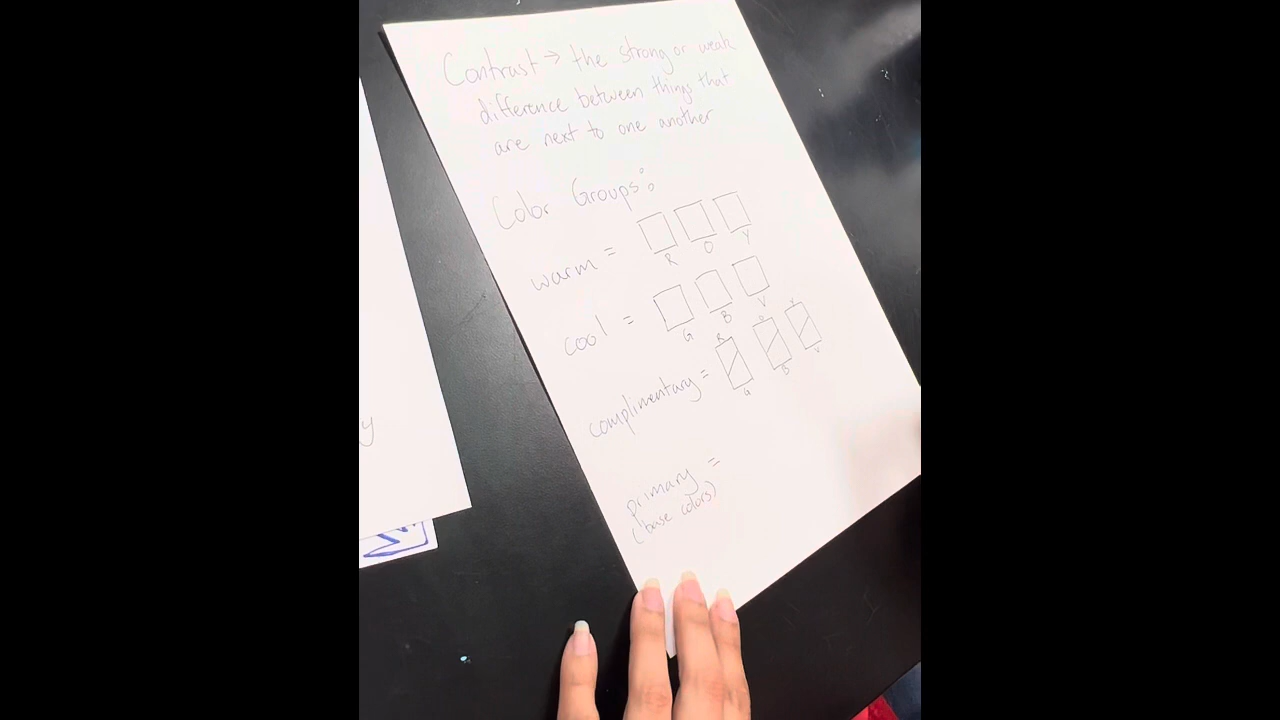 Contrast → the strong or weak
difference between things that
are next to one another
Color Groups:
warm =
R O Y
cool =
G B V
complimentary =
R O Y
G B V
primary =
(base colors)
y